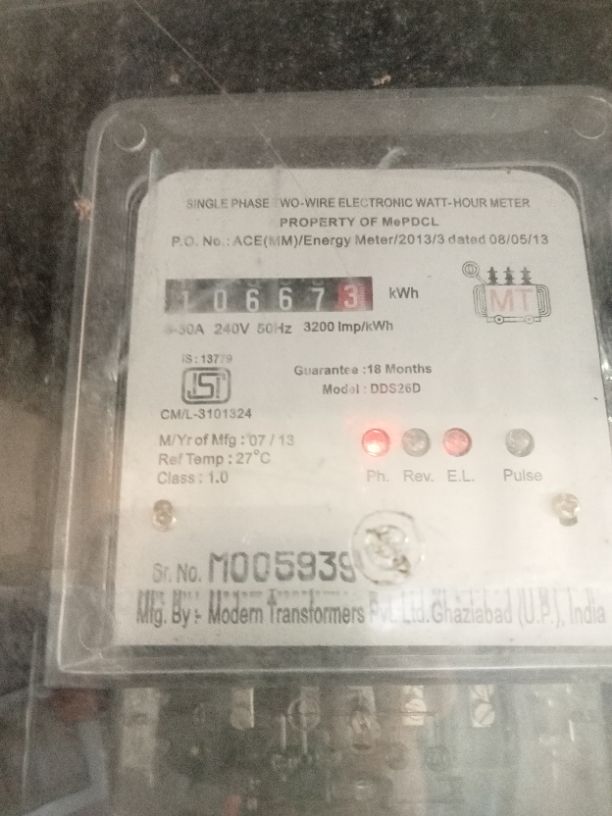 SINGLE PHASE TWO-WIRE ELECTRONIC WATT-HOUR METER
PROPERTY OF MePDCL
P.O. No.: ACE(MM)/Energy Meter/2013/3 dated 08/05/13
1 0 6 6 7 3 kWh
MT
240V 50Hz 3200 Imp/kWh
IS : 13779
ISI
Guarantee :18 Months
Model : DDS26D
CM/L-3101324
M/Yr of Mfg : 07 / 13
Ref Temp : 27°C
Class : 1.0
Ph. Rev. E.L. Pulse
Sr. No. M005939
Mfg. By :- Modern Transformers Pvt. Ltd. Ghaziabad (U.P.), India